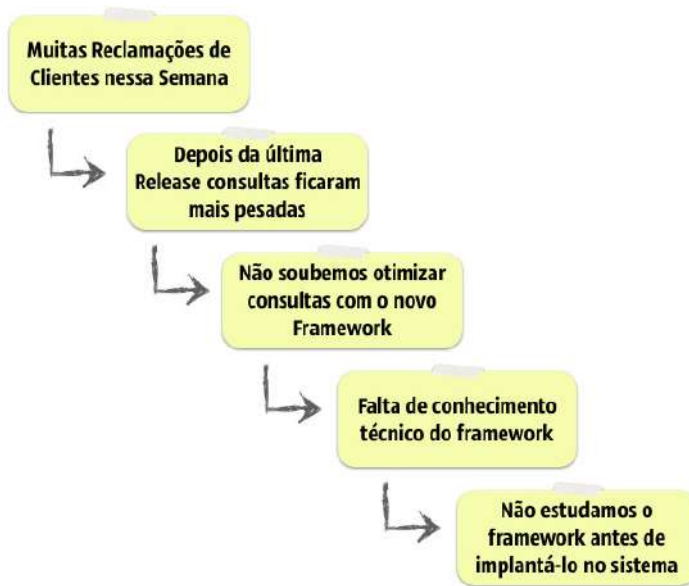 Muitas Reclamações de
Clientes nessa Semana
Depois da última
Release consultas ficaram
mais pesadas
Não soubemos otimizar
consultas com o novo
Framework
Falta de conhecimento
técnico do framework
Não estudamos o
framework antes de
implantá-lo no sistema